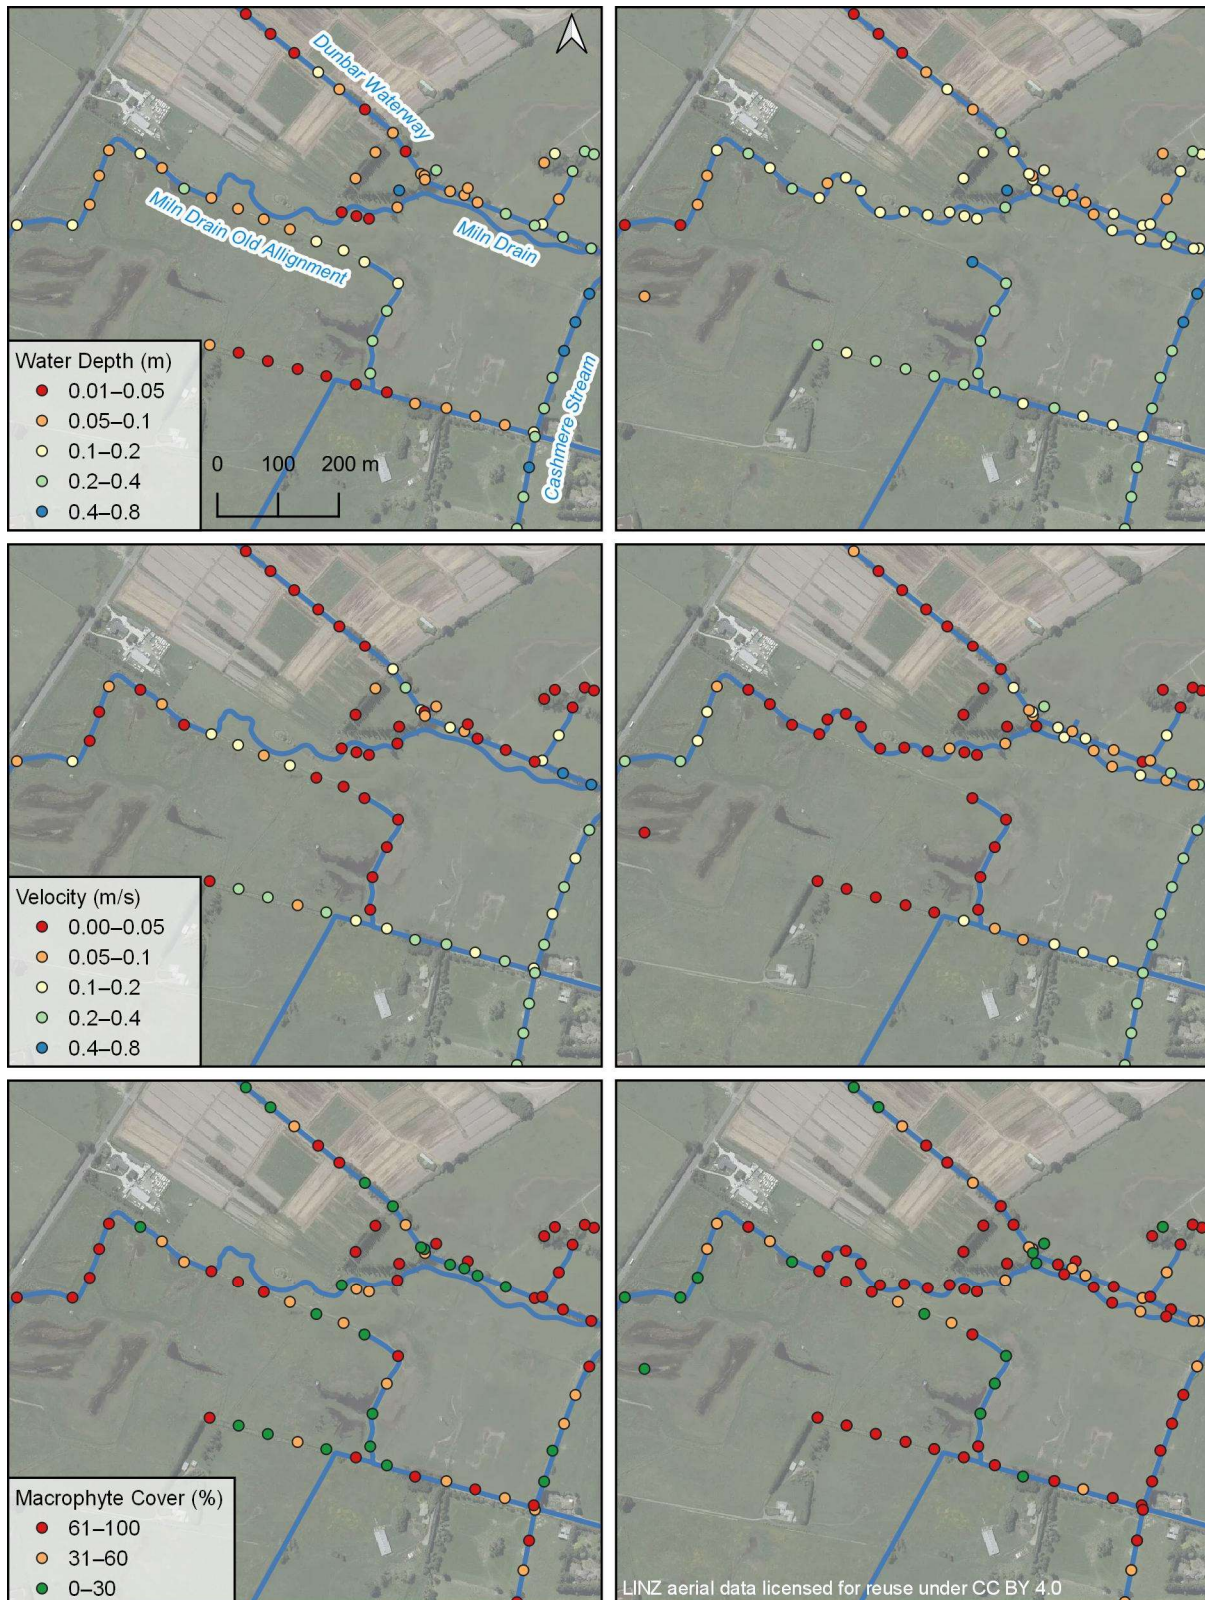 Dunbar Waterway
Miln Drain Old Allignment
Miln Drain
Cashmere Stream
Water Depth (m)
0.01–0.05
0.05–0.1
0.1–0.2
0.2–0.4
0.4–0.8
0 100 200 m
Velocity (m/s)
0.00–0.05
0.05–0.1
0.1–0.2
0.2–0.4
0.4–0.8
Macrophyte Cover (%)
61–100
31–60
0–30
LINZ aerial data licensed for reuse under CC BY 4.0